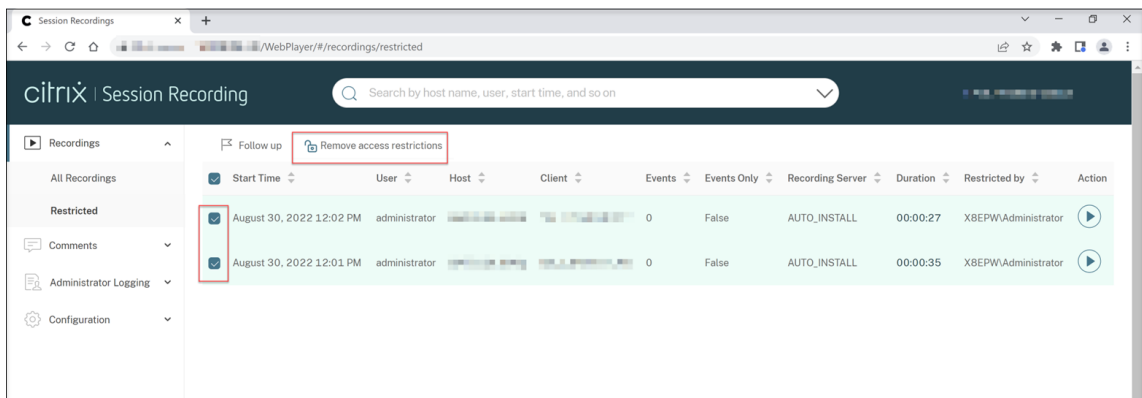 Session Recordings
/WebPlayer/#/recordings/restricted
citrix | Session Recording
Search by host name, user, start time, and so on
Recordings
Follow up
Remove access restrictions
All Recordings
Start Time
User
Host
Client
Events
Events Only
Recording Server
Duration
Restricted by
Action
Restricted
August 30, 2022 12:02 PM administrator 0 False AUTO_INSTALL 00:00:27 X8EPW\Administrator
Comments
August 30, 2022 12:01 PM administrator 0 False AUTO_INSTALL 00:00:35 X8EPW\Administrator
Administrator Logging
Configuration